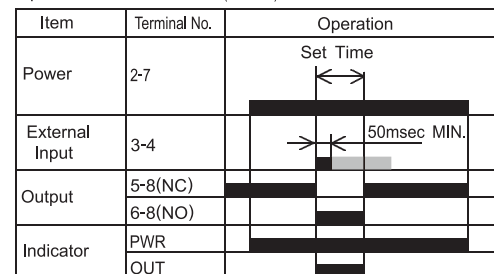 Item Terminal No. Operation
Set Time
Power 2-7
50msec MIN.
External
Input 3-4
Output 5-8(NC)
6-8(NO)
Indicator PWR
OUT